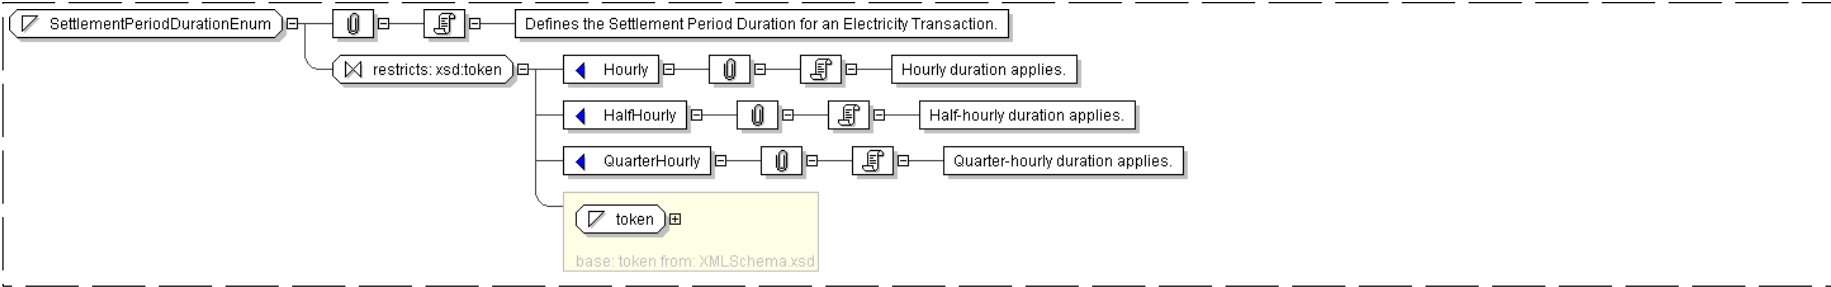 SettlementPeriodDurationEnum
Defines the Settlement Period Duration for an Electricity Transaction.
restricts: xsd:token
Hourly
Hourly duration applies.
HalfHourly
Half-hourly duration applies.
QuarterHourly
Quarter-hourly duration applies.
token
base: token from: XMLSchema.xsd